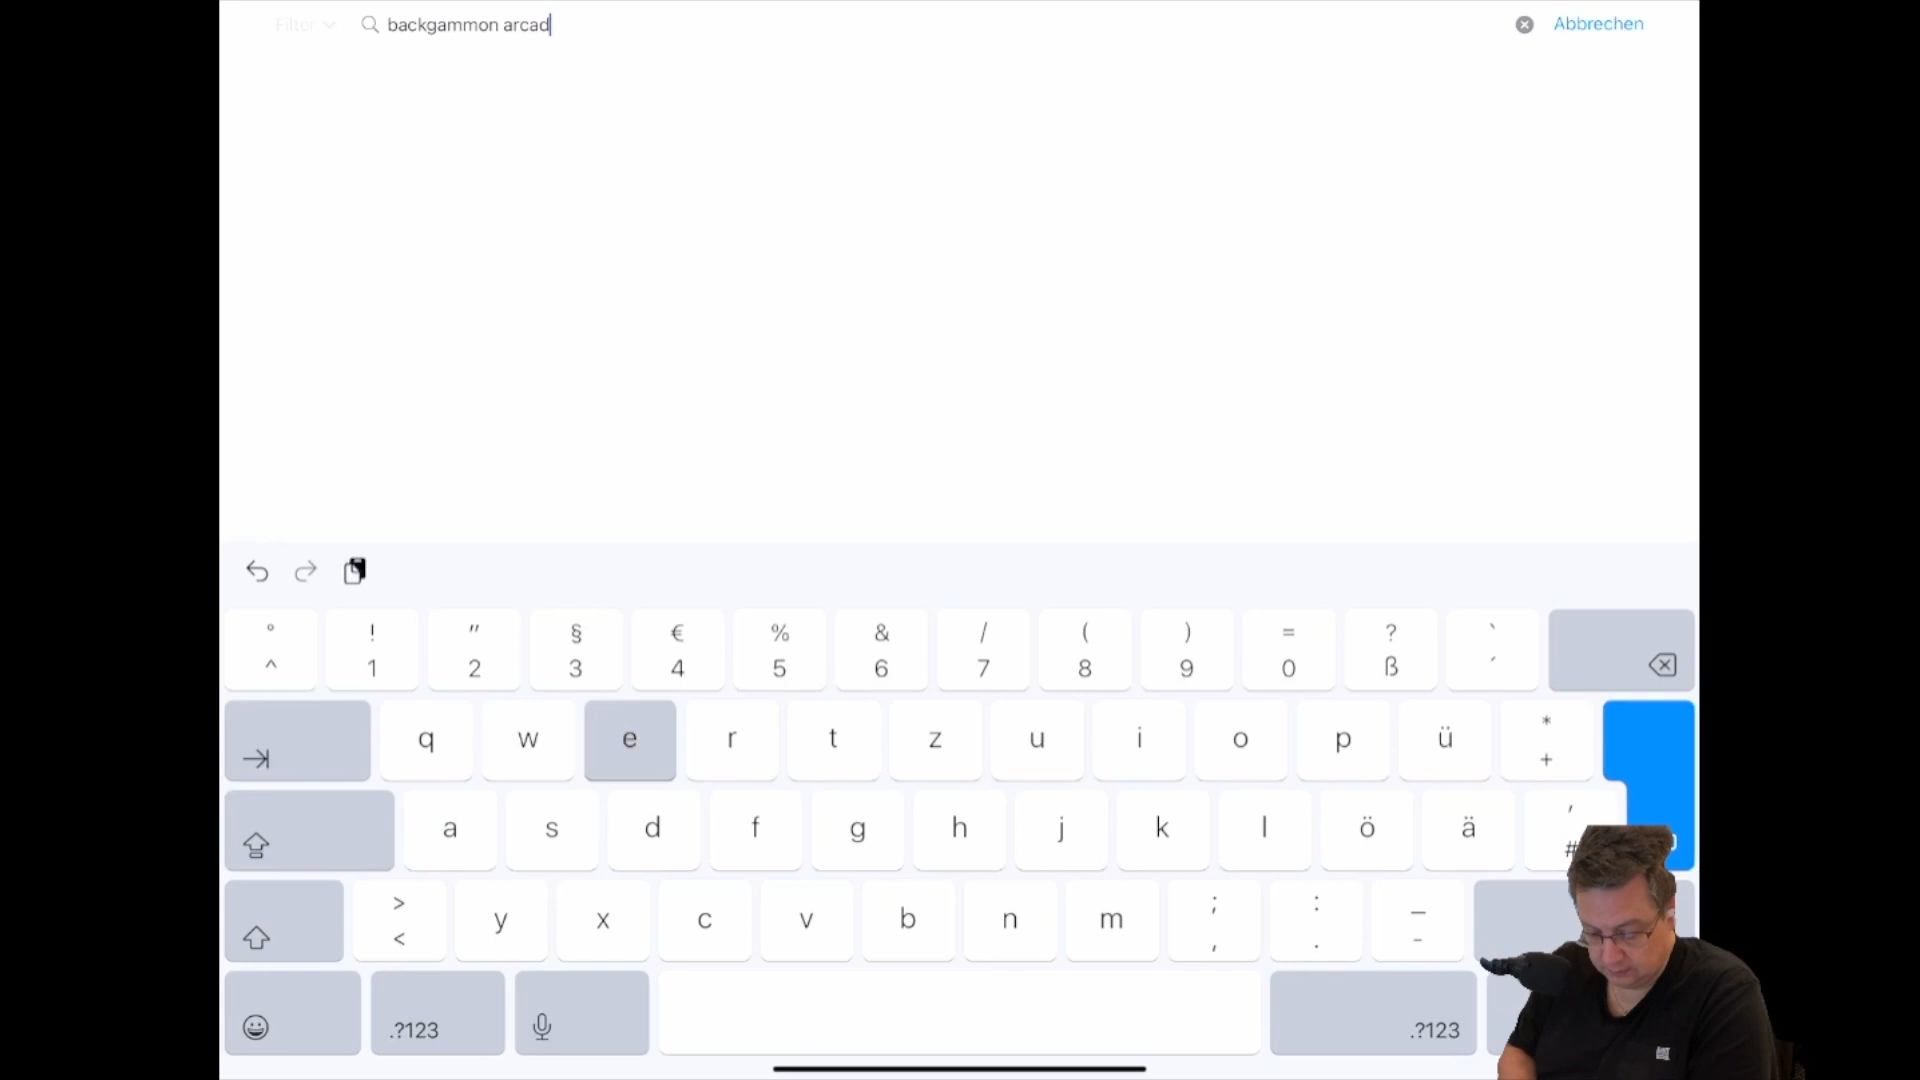 Filter
backgammon arcad
Abbrechen
° ! " § € % & / ( ) = ? `
^ 1 2 3 4 5 6 7 8 9 0 ß ´
q w e r t z u i o p ü *
+
a s d f g h j k l ö ä '
#
> ; : _
y x c v b n m
< , . -
.?123 .?123